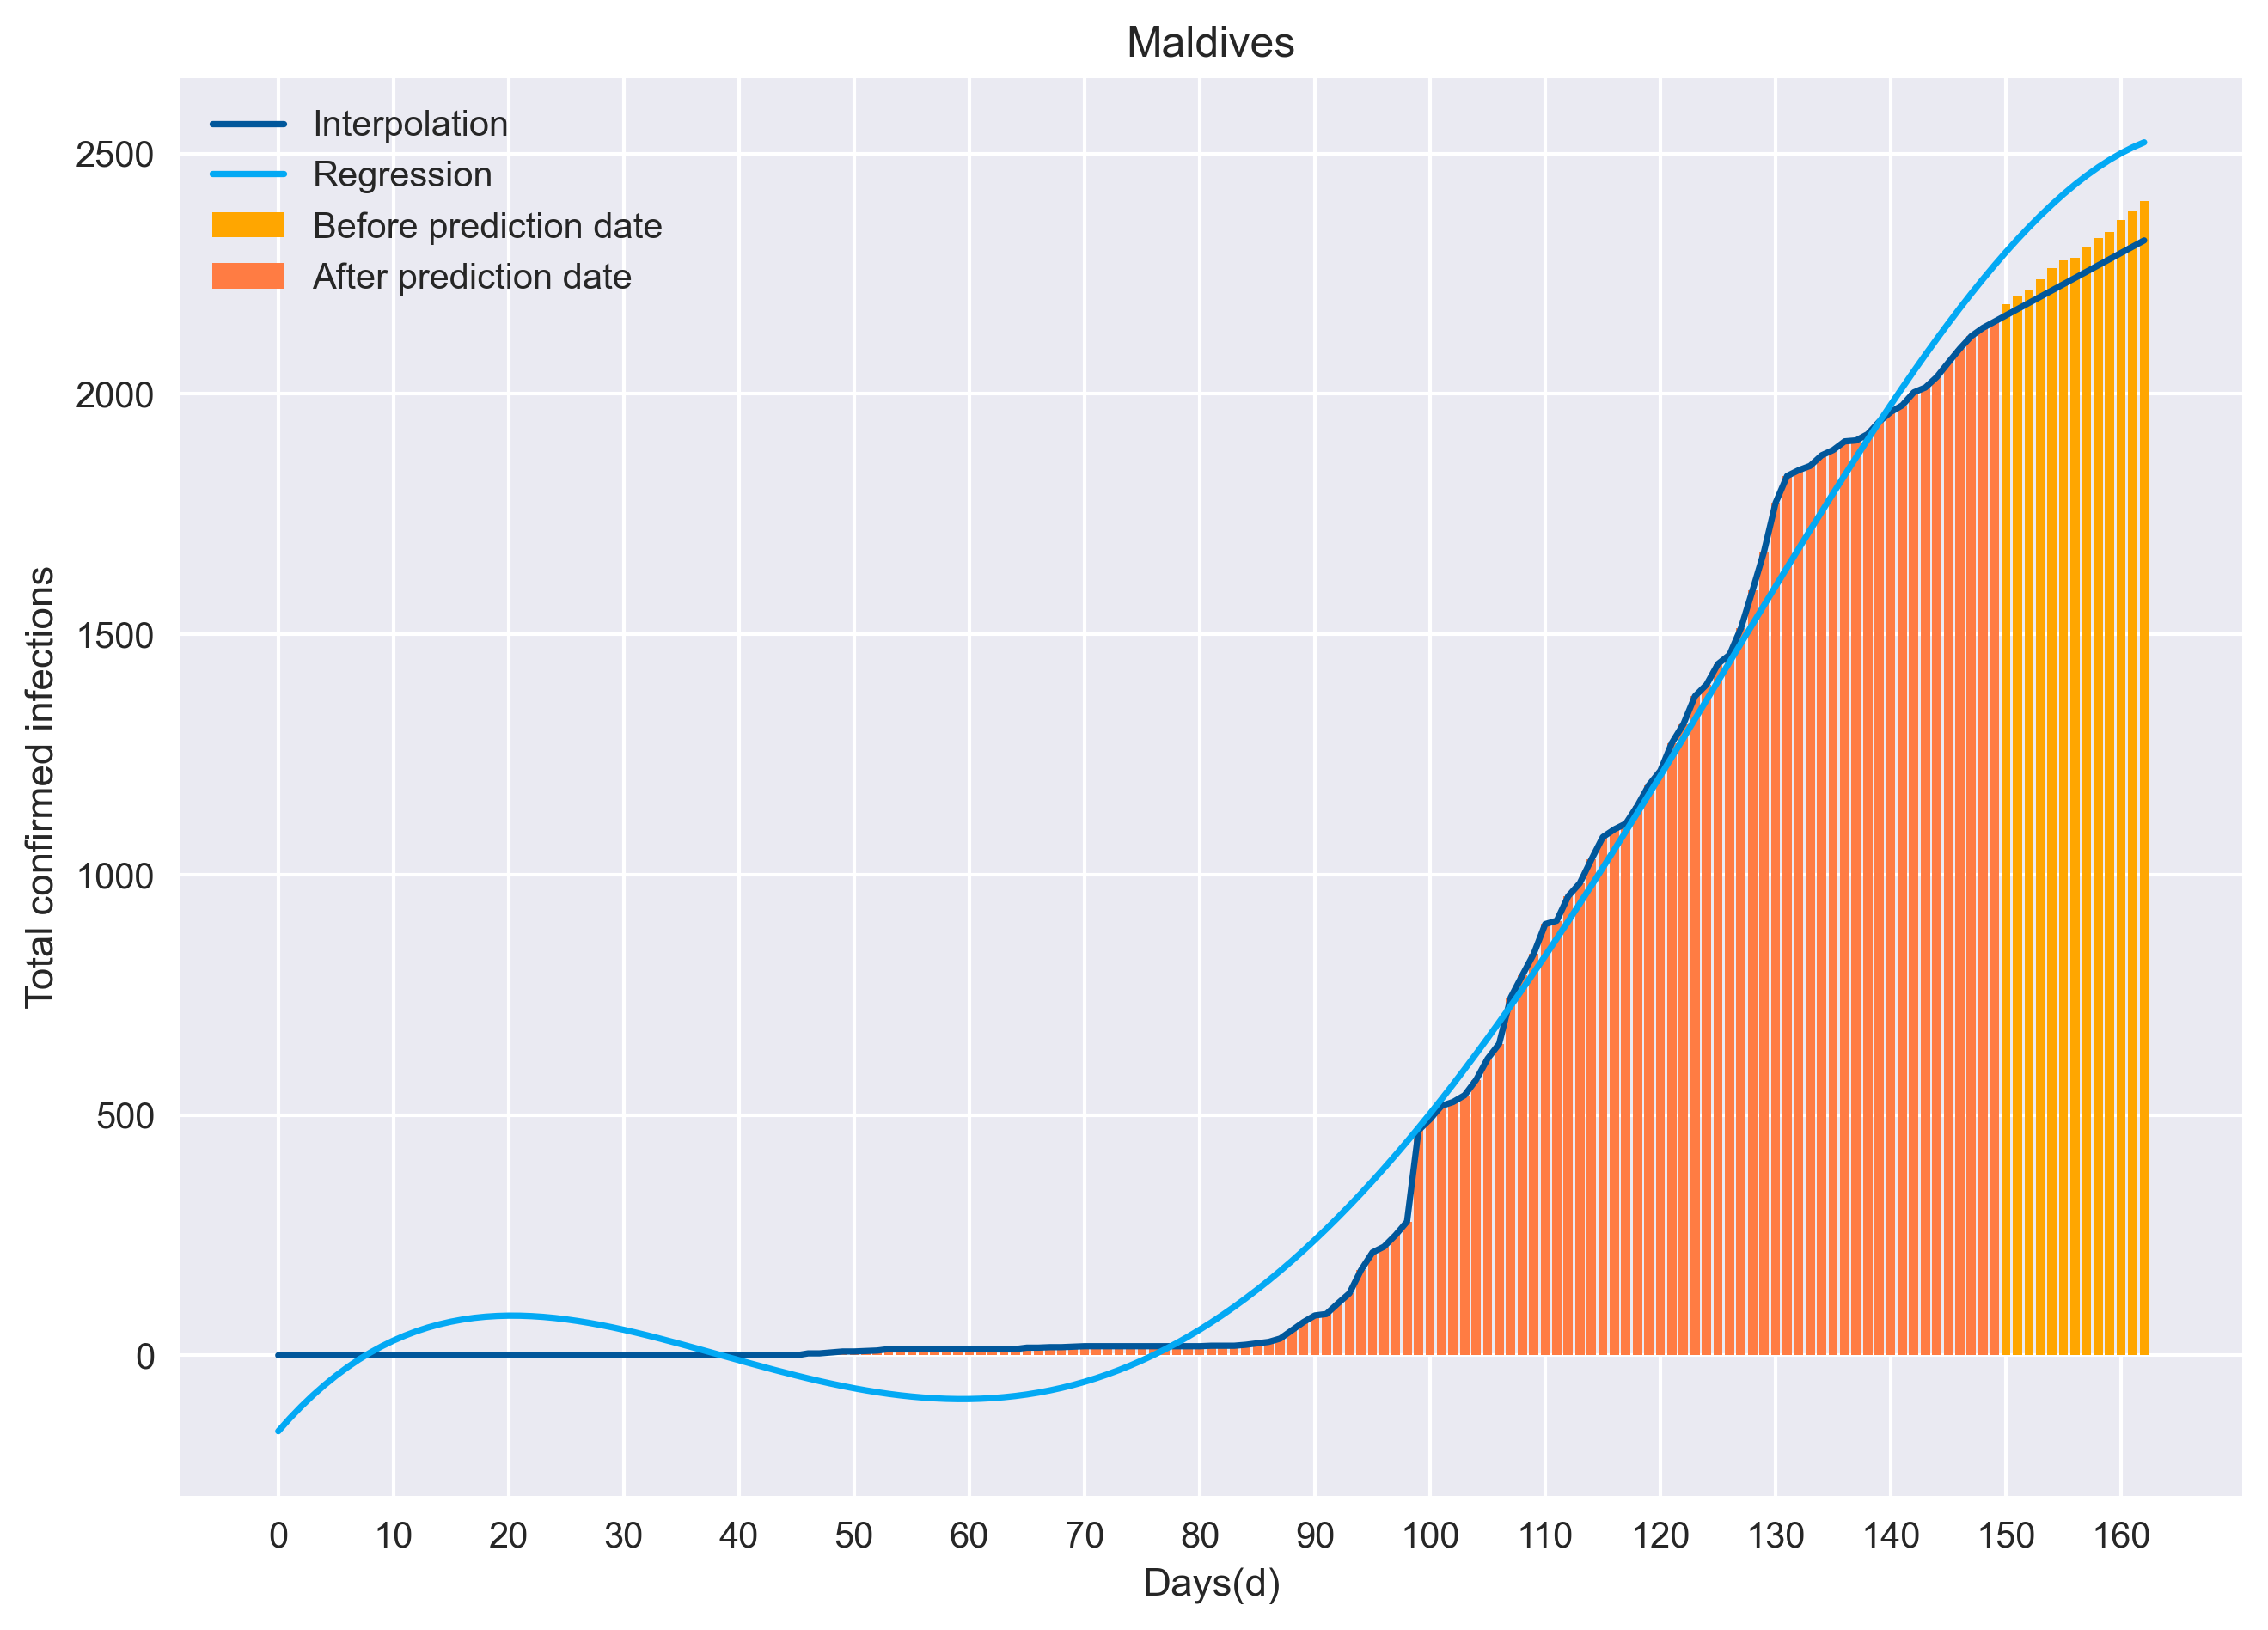 Maldives
Interpolation
Regression
Before prediction date
After prediction date
2500
2000
1500
1000
500
0
Total confirmed infections
0 10 20 30 40 50 60 70 80 90 100 110 120 130 140 150 160
Days(d)